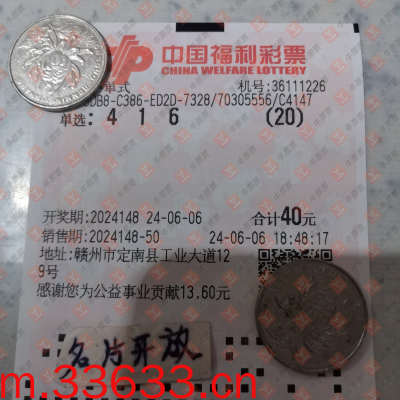 中国福利彩票
CHINA WELFARE LOTTERY
单式 机号:36111226
DB8-C386-ED2D-7328/70305556/C4147
单选: 4 1 6 (20)
开奖期:2024148 24-06-06 合计40元
销售期:2024148-50 24-06-06 18:48:17
地址:赣州市定南县工业大道12
9号
感谢您为公益事业贡献13.60元
名片开放
m.33633.cn